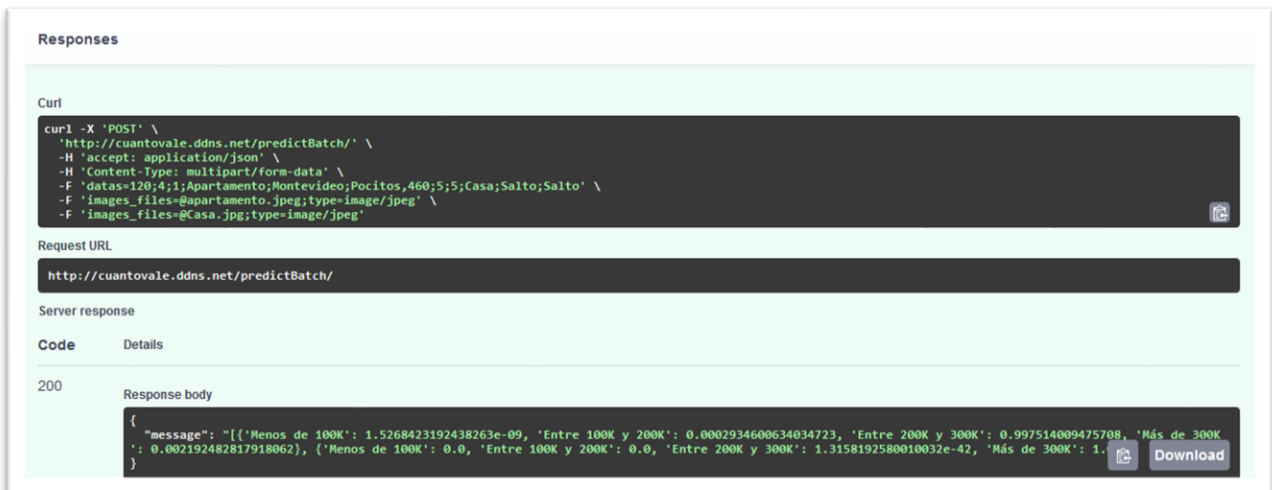 Responses
Curl
curl -X 'POST' \
'http://cuantovale.ddns.net/predictBatch/' \
-H 'accept: application/json' \
-H 'Content-Type: multipart/form-data' \
-F 'datas=120;4;1;Apartamento;Montevideo;Pocitos,460;5;5;Casa;Salto;Salto' \
-F 'images_files=@apartamento.jpeg;type=image/jpeg' \
-F 'images_files=@Casa.jpg;type=image/jpeg'
Request URL
http://cuantovale.ddns.net/predictBatch/
Server response
Code Details
200
Response body
{
"message": "[{'Menos de 100K': 1.5268423192438263e-09, 'Entre 100K y 200K': 0.0002934600634034723, 'Entre 200K y 300K': 0.997514009475708, 'Más de 300K
': 0.002192482817918062}, {'Menos de 100K': 0.0, 'Entre 100K y 200K': 0.0, 'Entre 200K y 300K': 1.3158192580010032e-42, 'Más de 300K': 1.
}
Download